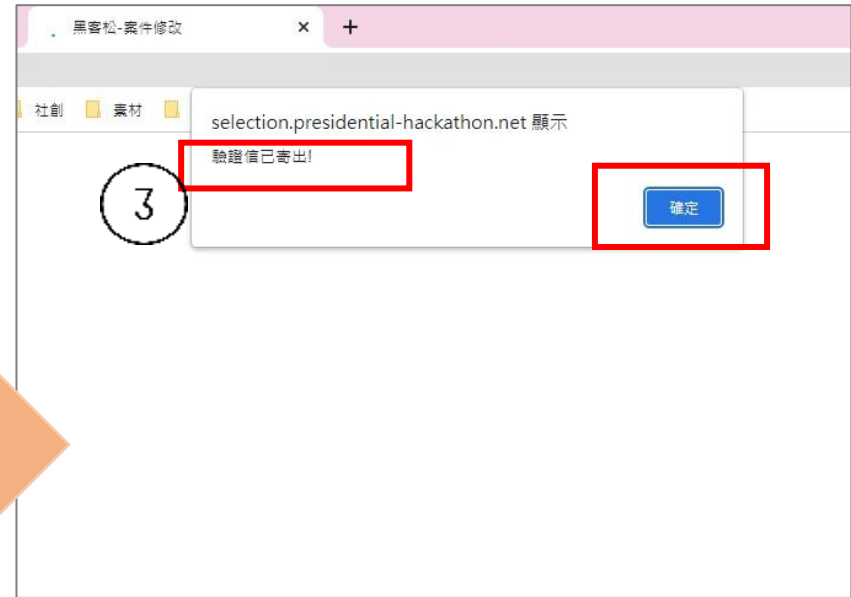 黑客松-案件修改
社創 素材
selection.presidential-hackathon.net 顯示
驗證信已寄出!
3
確定